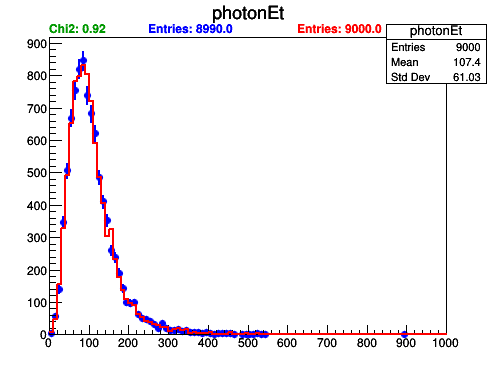 photonEt
Chi2: 0.92 Entries: 8990.0 Entries: 9000.0
photonEt
Entries 9000
Mean 107.4
Std Dev 61.03
900
800
700
600
500
400
300
200
100
0
0 100 200 300 400 500 600 700 800 900 1000